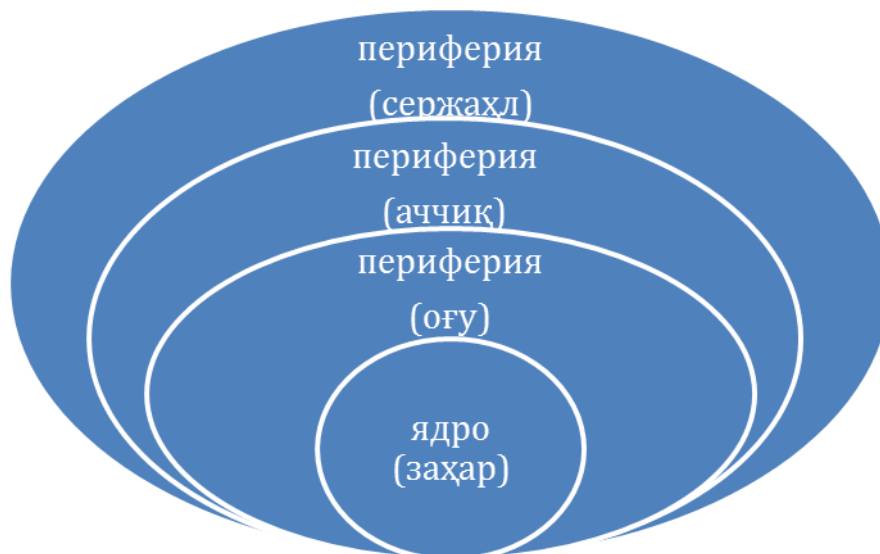 периферия
(сержаҳл)
периферия
(аччиқ)
периферия
(оғу)
ядро
(заҳар)